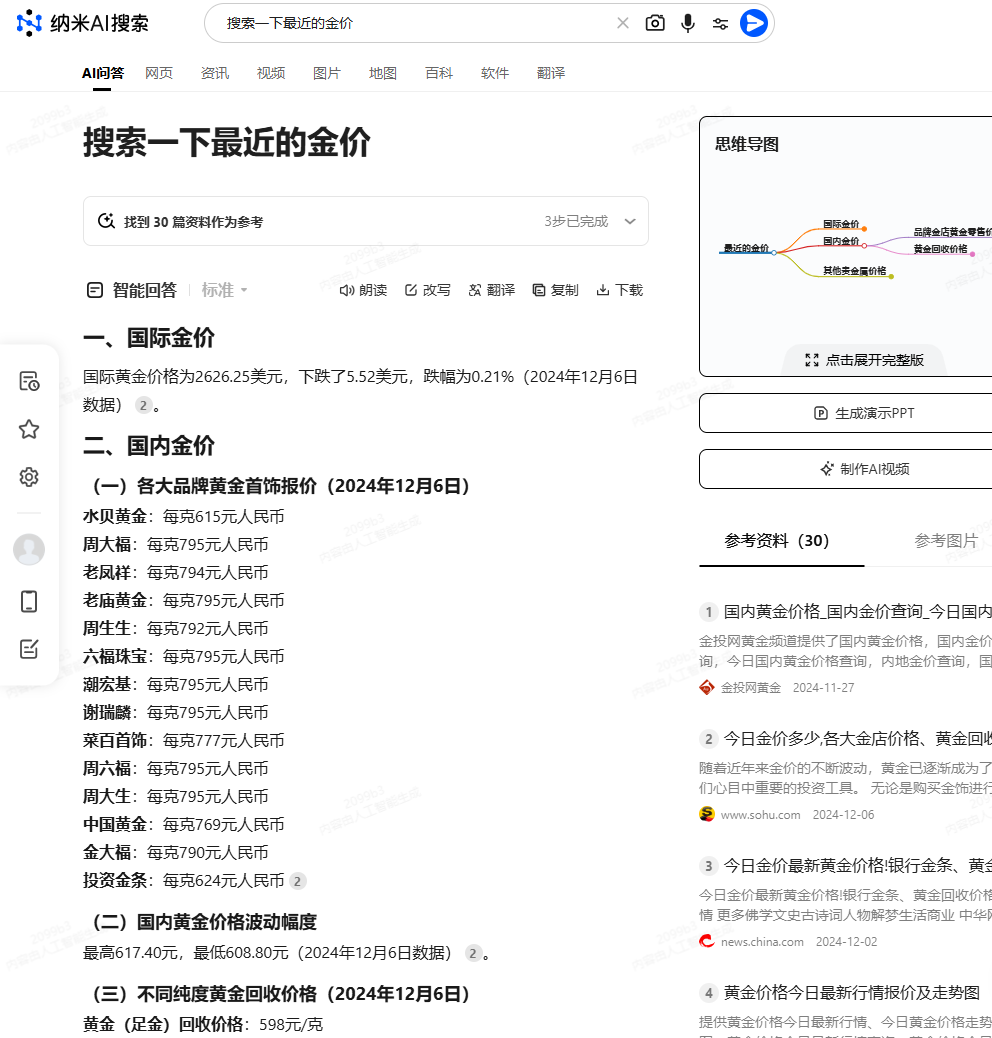 纳米AI搜索
搜索一下最近的金价
AI问答 网页 资讯 视频 图片 地图 百科 软件 翻译
搜索一下最近的金价
找到 30 篇资料作为参考 3步已完成
智能回答 标准 朗读 改写 翻译 复制 下载
一、国际金价
国际黄金价格为2626.25美元，下跌了5.52美元，跌幅为0.21%（2024年12月6日
数据） 2 。
二、国内金价
（一）各大品牌黄金首饰报价（2024年12月6日）
水贝黄金：每克615元人民币
周大福：每克795元人民币
老凤祥：每克794元人民币
老庙黄金：每克795元人民币
周生生：每克792元人民币
六福珠宝：每克795元人民币
潮宏基：每克795元人民币
谢瑞麟：每克795元人民币
菜百首饰：每克777元人民币
周六福：每克795元人民币
周大生：每克795元人民币
中国黄金：每克769元人民币
金大福：每克790元人民币
投资金条：每克624元人民币 2
（二）国内黄金价格波动幅度
最高617.40元，最低608.80元（2024年12月6日数据） 2 。
（三）不同纯度黄金回收价格（2024年12月6日）
黄金（足金）回收价格：598元/克
思维导图
最近的金价
国际金价
国内金价
品牌金店黄金零售价
黄金回收价格
其他贵金属价格
点击展开完整版
生成演示PPT
制作AI视频
参考资料（30） 参考图片
1 国内黄金价格_国内金价查询_今日国内
金投网黄金频道提供了国内黄金价格，国内金价
询，今日国内黄金价格查询，内地金价查询，国
金投网黄金 2024-11-27
2 今日金价多少,各大金店价格、黄金回收
随着近年来金价的不断波动，黄金已逐渐成为了
们心目中重要的投资工具。 无论是购买金饰进行
www.sohu.com 2024-12-06
3 今日金价最新黄金价格!银行金条、黄金
今日金价最新黄金价格!银行金条、黄金回收价格
情 更多佛学文史古诗词人物解梦生活商业 中华网
news.china.com 2024-12-02
4 黄金价格今日最新行情报价及走势图
提供黄金价格今日最新行情、今日黄金价格走势